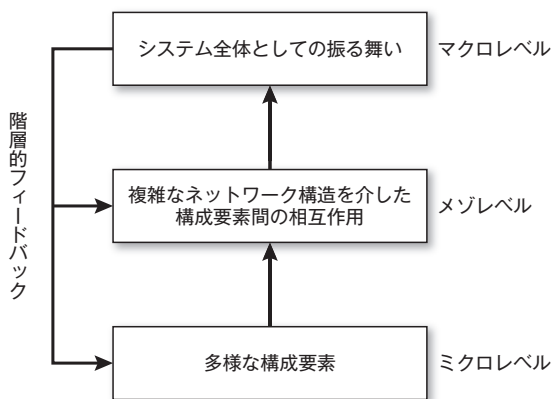 システム全体としての振る舞い
マクロレベル
階層的フィードバック
複雑なネットワーク構造を介した
構成要素間の相互作用
メゾレベル
多様な構成要素
ミクロレベル